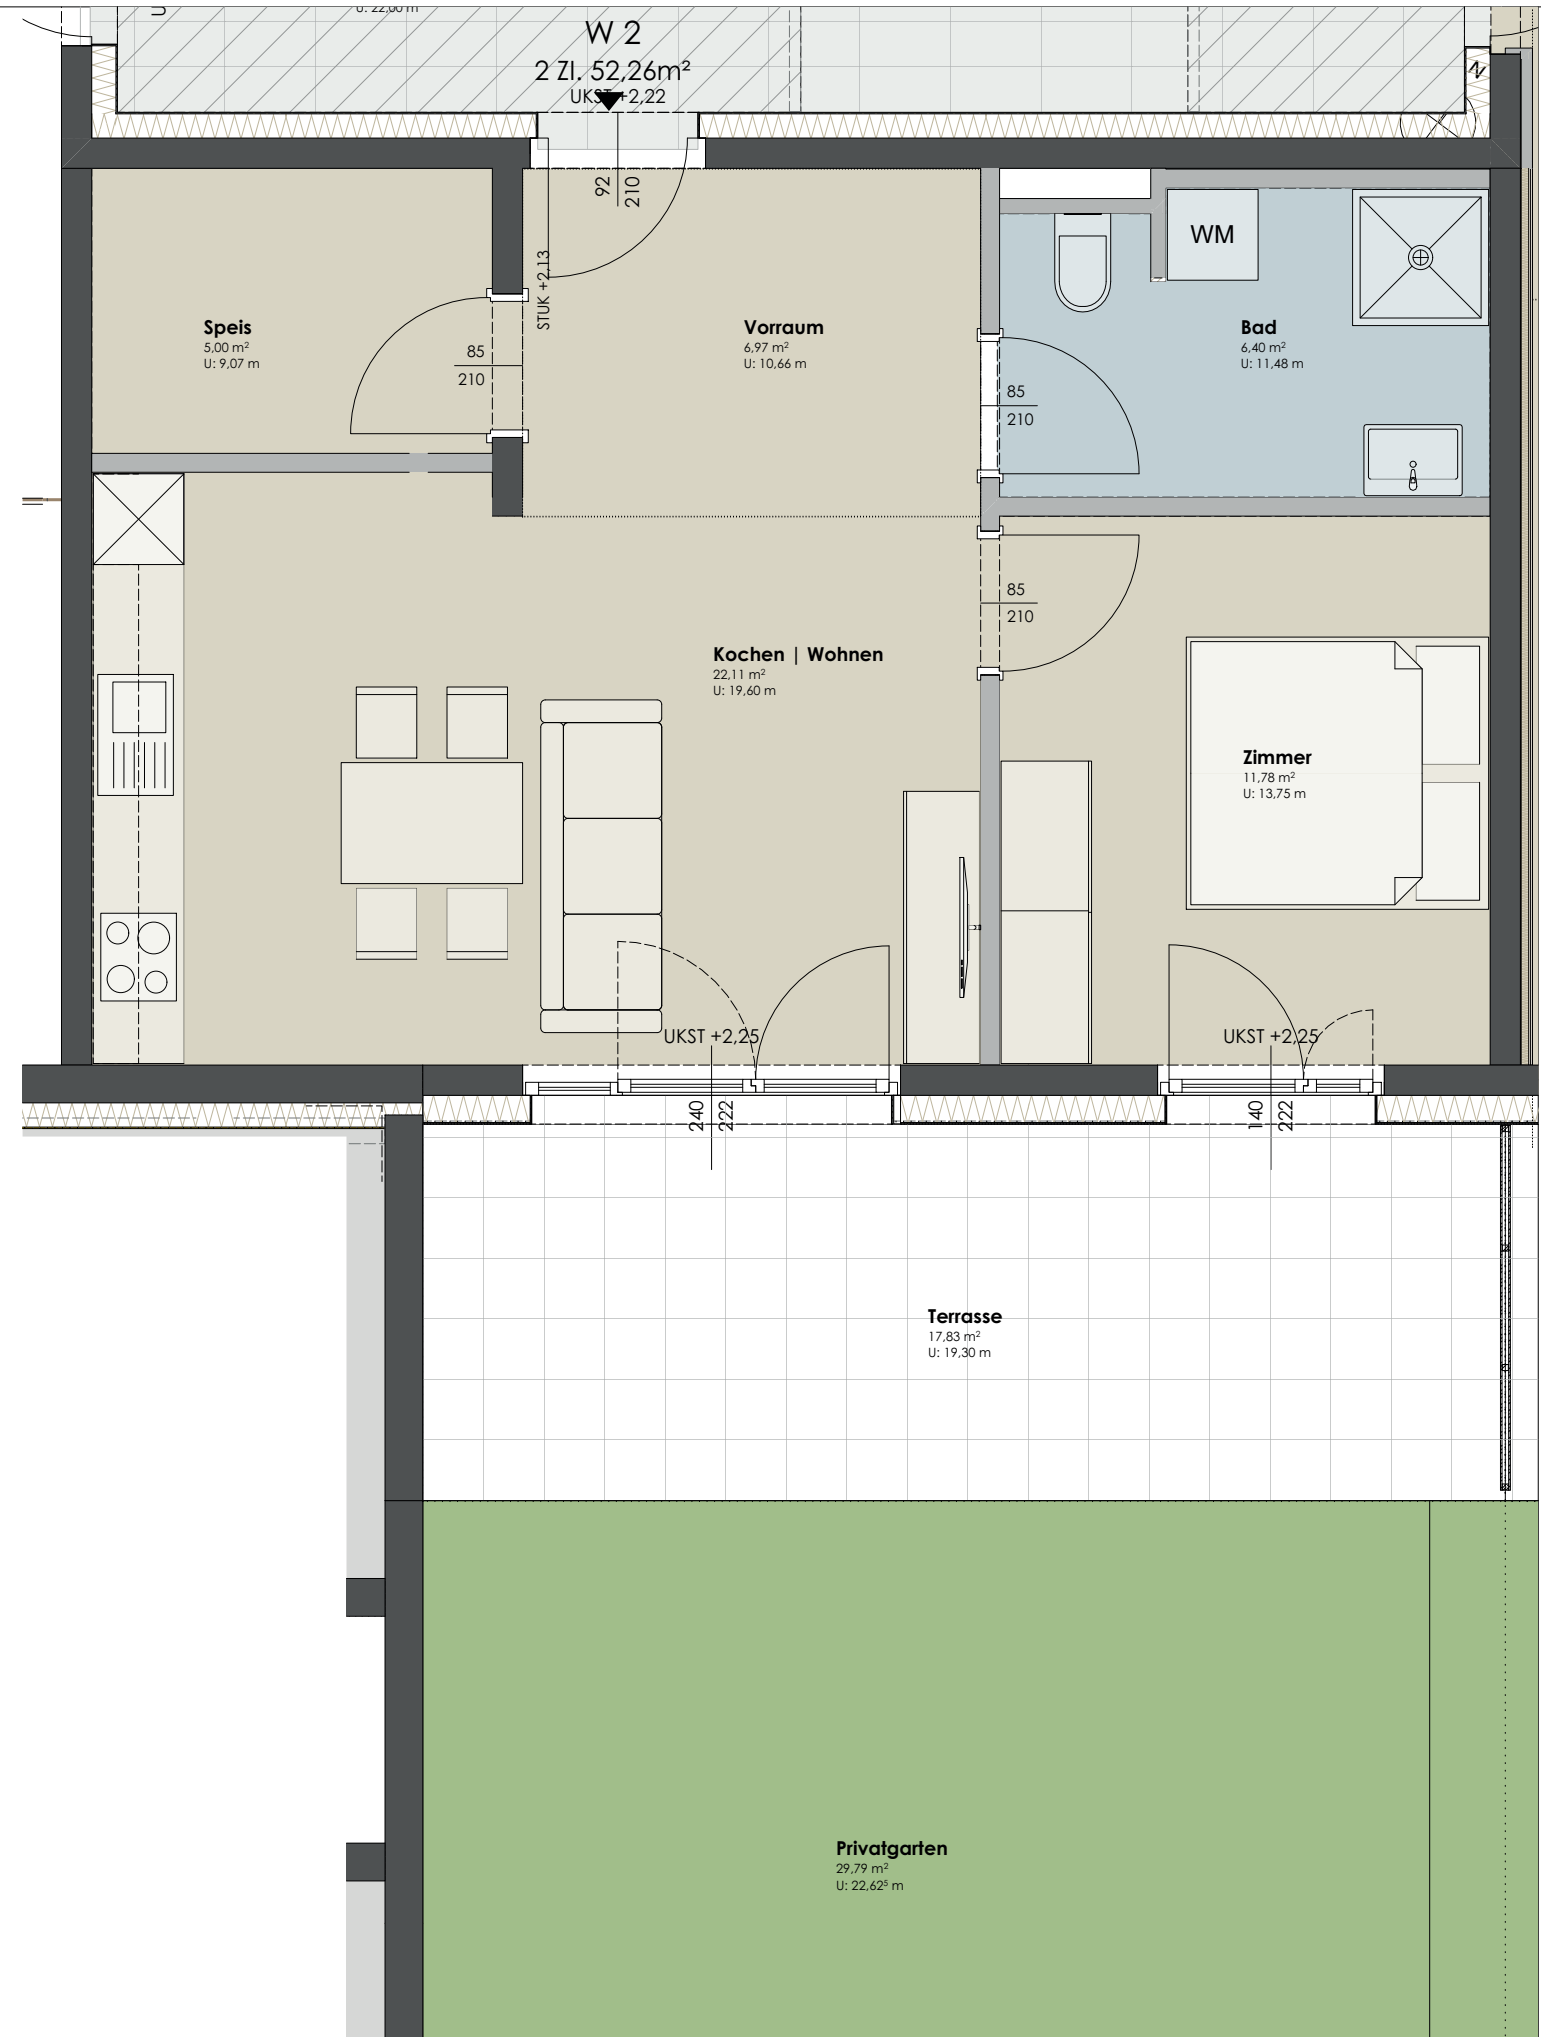 U: 22,00 m
W 2
2 ZI. 52,26m²
UKST +2,22
N
92
210
STUK +2,13
WM
Speis
5,00 m²
U: 9,07 m
Vorraum
6,97 m²
U: 10,66 m
Bad
6,40 m²
U: 11,48 m
85
210
85
210
85
210
Kochen | Wohnen
22,11 m²
U: 19,60 m
Zimmer
11,78 m²
U: 13,75 m
UKST +2,25
UKST +2,25
240
222
140
222
Terrasse
17,83 m²
U: 19,30 m
Privatgarten
29,79 m²
U: 22,62⁵ m